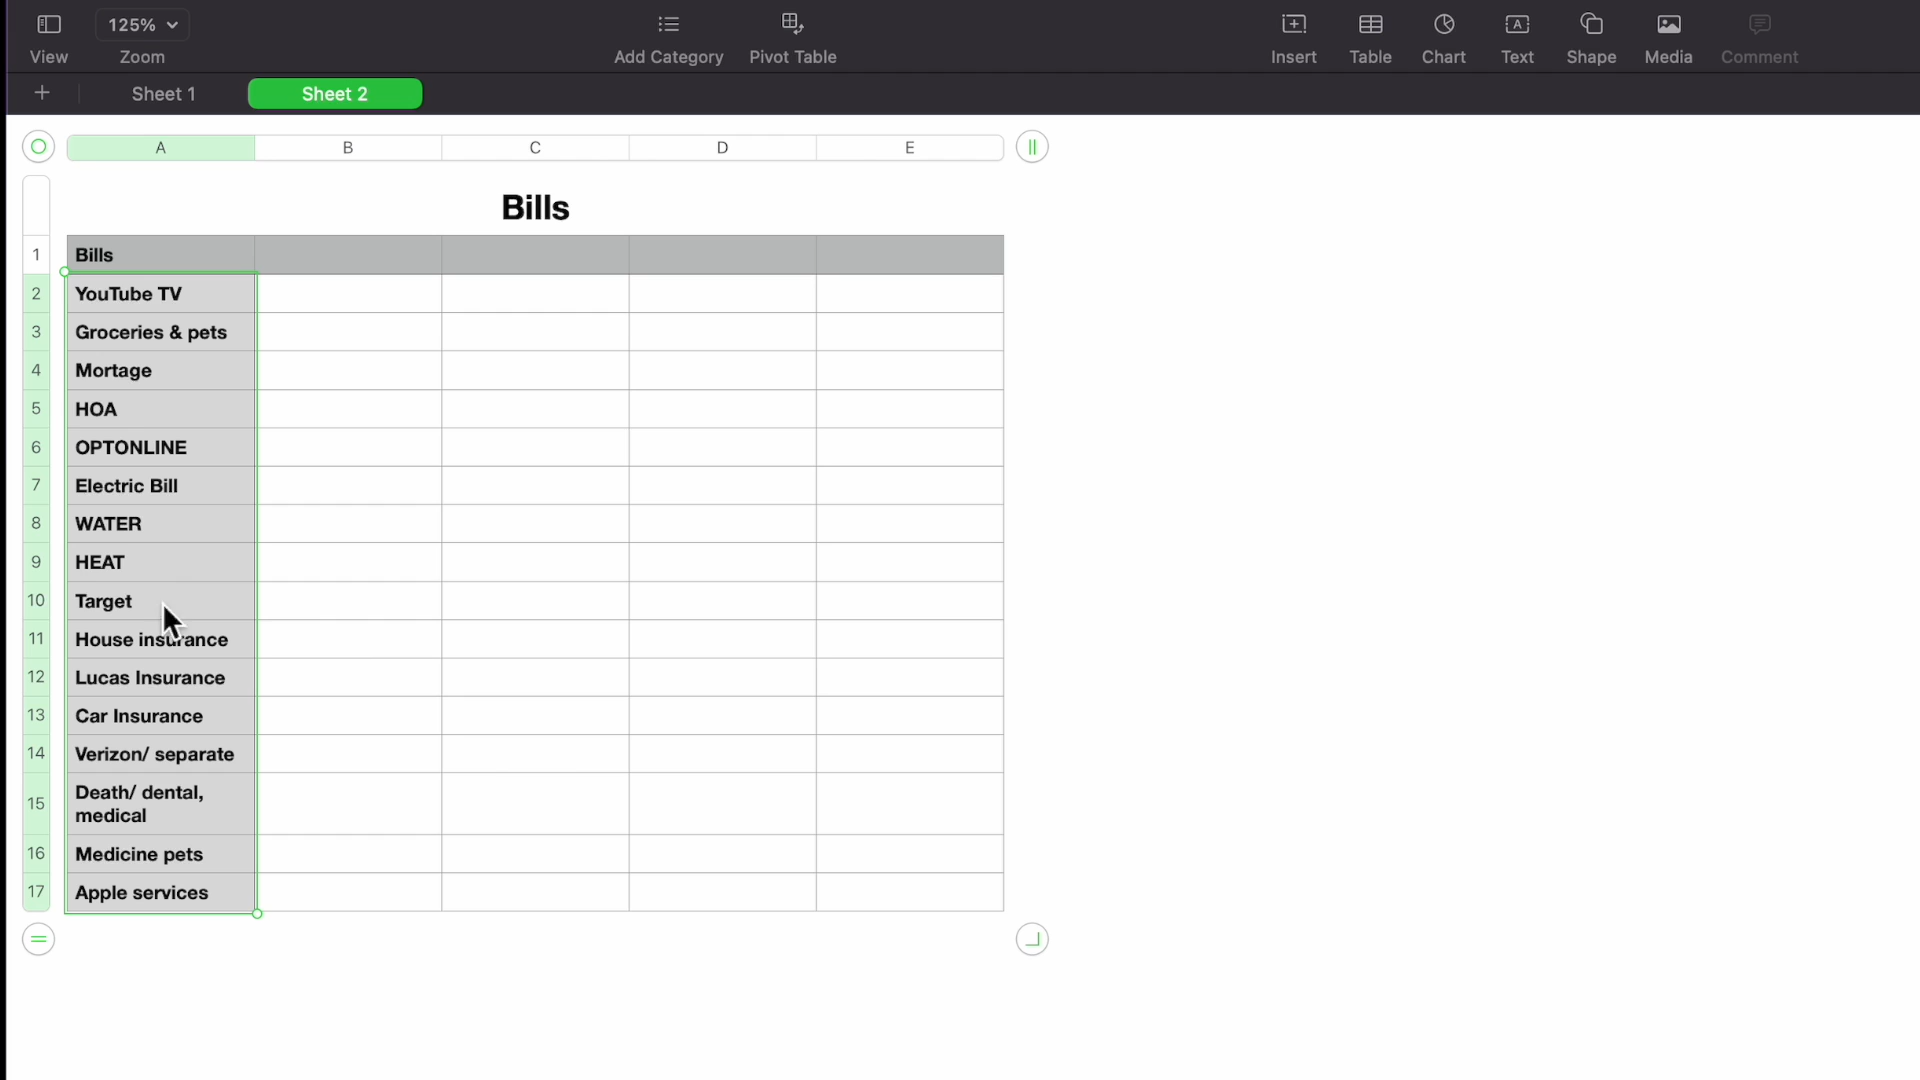 125%
View
Zoom
Add Category
Pivot Table
Insert
Table
Chart
Text
Shape
Media
Comment
+
Sheet 1
Sheet 2
A
B
C
D
E
Bills
1 Bills
2 YouTube TV
3 Groceries & pets
4 Mortage
5 HOA
6 OPTONLINE
7 Electric Bill
8 WATER
9 HEAT
10 Target
11 House insurance
12 Lucas Insurance
13 Car Insurance
14 Verizon/ separate
15 Death/ dental,
medical
16 Medicine pets
17 Apple services